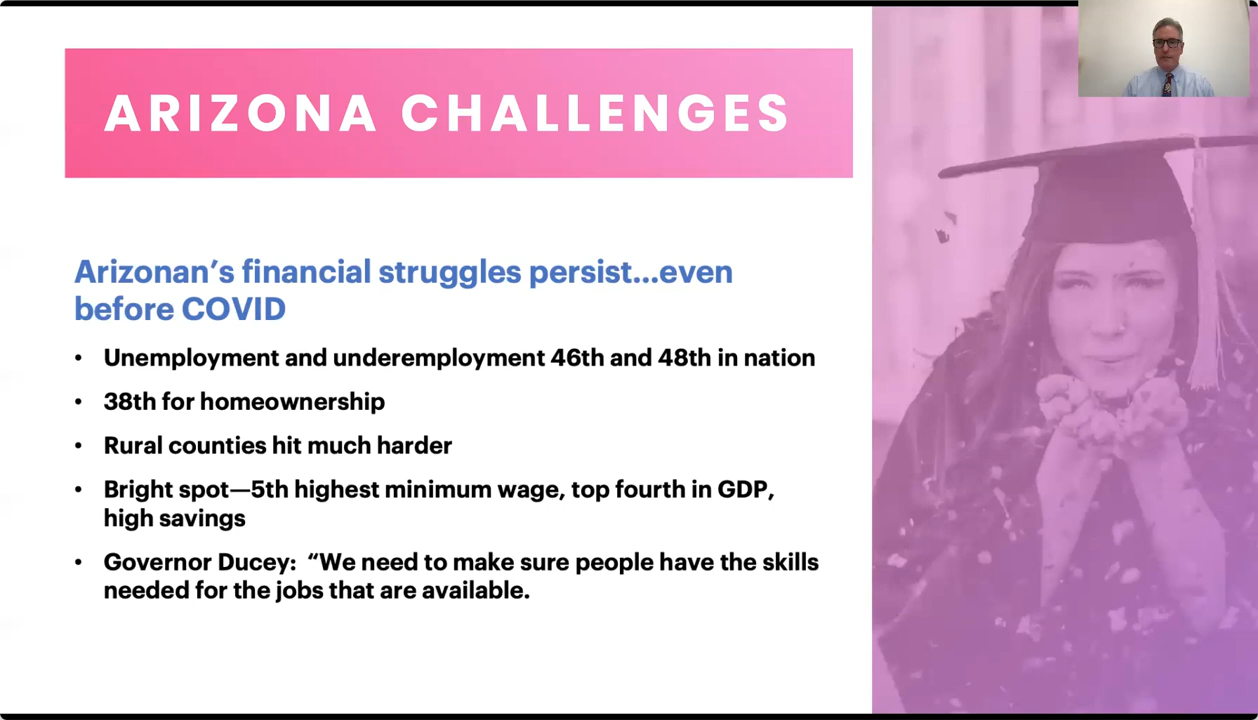 ARIZONA CHALLENGES
Arizonan’s financial struggles persist...even
before COVID
• Unemployment and underemployment 46th and 48th in nation
• 38th for homeownership
• Rural counties hit much harder
• Bright spot—5th highest minimum wage, top fourth in GDP,
high savings
• Governor Ducey:  “We need to make sure people have the skills
needed for the jobs that are available.